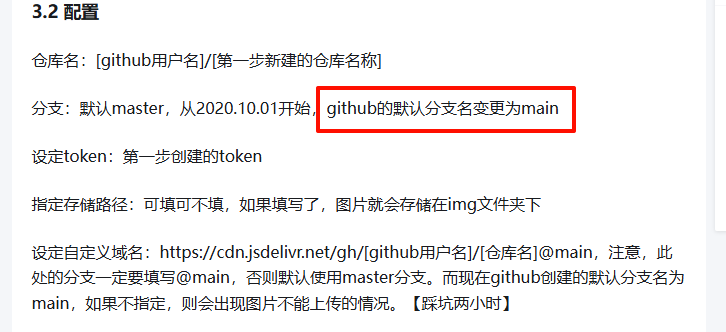 3.2 配置
仓库名：[github用户名]/[第一步新建的仓库名称]
分支：默认master，从2020.10.01开始，github的默认分支名变更为main
设定token：第一步创建的token
指定存储路径：可填可不填，如果填写了，图片就会存储在img文件夹下
设定自定义域名：https://cdn.jsdelivr.net/gh/[github用户名]/[仓库名]@main，注意，此
处的分支一定要填写@main，否则默认使用master分支。而现在github创建的默认分支名为
main，如果不指定，则会出现图片不能上传的情况。【踩坑两小时】